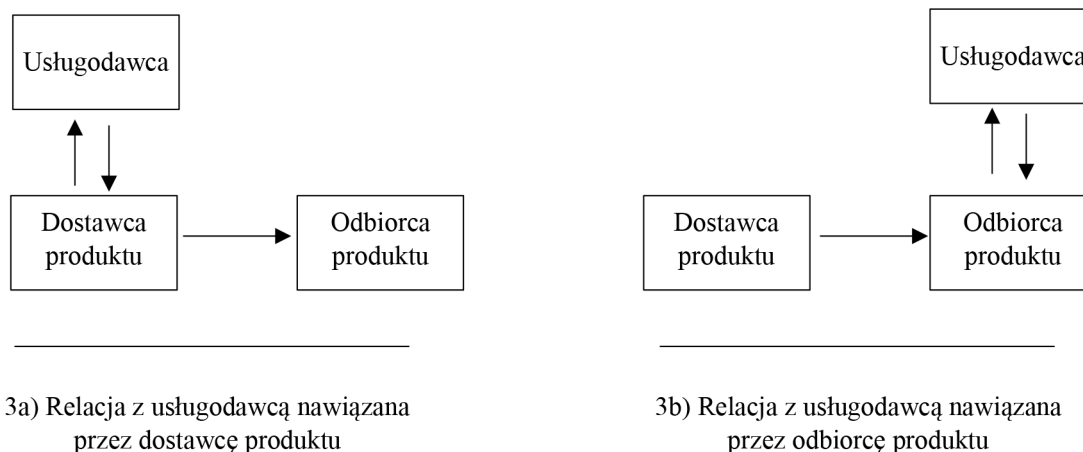 Usługodawca
Dostawca
produktu
Odbiorca
produktu
3a) Relacja z usługodawcą nawiązana
przez dostawcę produktu
Usługodawca
Dostawca
produktu
Odbiorca
produktu
3b) Relacja z usługodawcą nawiązana
przez odbiorcę produktu